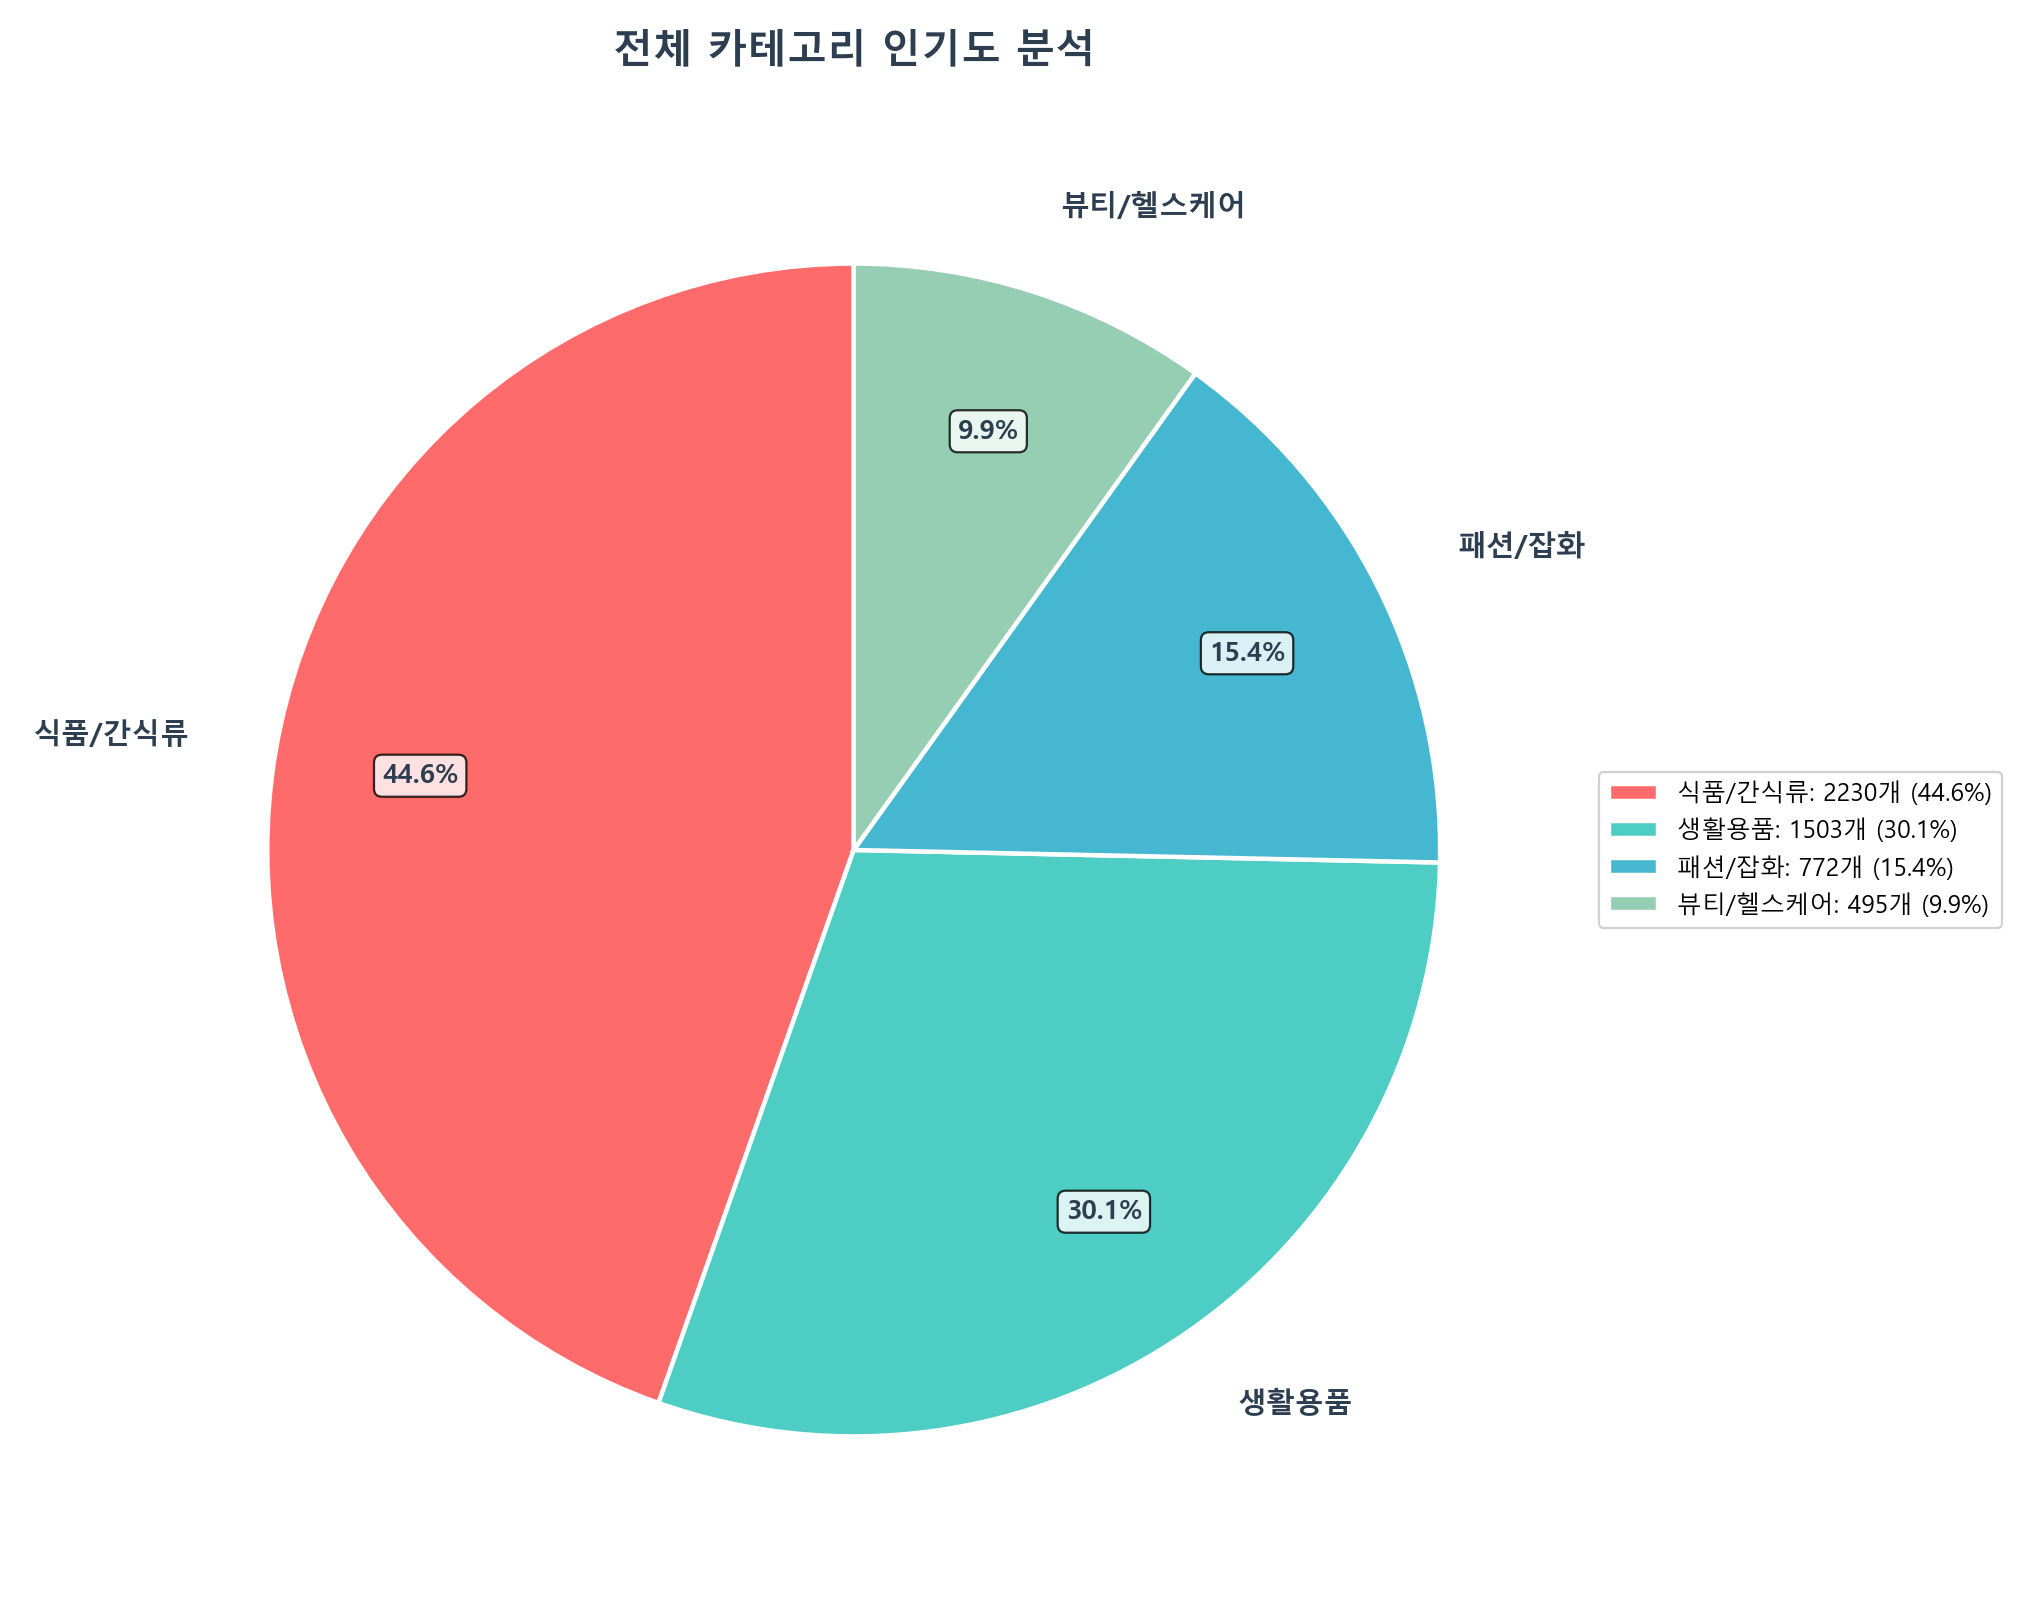 전체 카테고리 인기도 분석
뷰티/헬스케어
9.9%
패션/잡화
15.4%
식품/간식류
44.6%
식품/간식류: 2230개 (44.6%)
생활용품: 1503개 (30.1%)
패션/잡화: 772개 (15.4%)
뷰티/헬스케어: 495개 (9.9%)
30.1%
생활용품